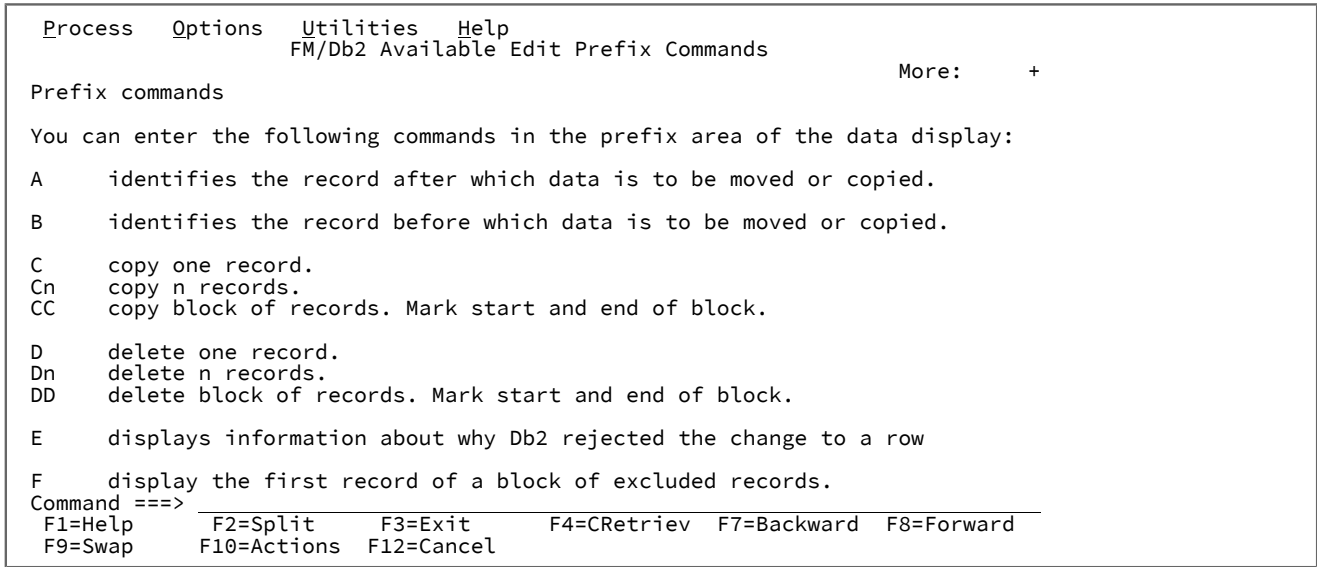 Process   Options   Utilities   Help
FM/Db2 Available Edit Prefix Commands
More:     +
Prefix commands
You can enter the following commands in the prefix area of the data display:
A     identifies the record after which data is to be moved or copied.
B     identifies the record before which data is to be moved or copied.
C     copy one record.
Cn    copy n records.
CC    copy block of records. Mark start and end of block.
D     delete one record.
Dn    delete n records.
DD    delete block of records. Mark start and end of block.
E     displays information about why Db2 rejected the change to a row
F     display the first record of a block of excluded records.
Command ===>
F1=Help      F2=Split     F3=Exit      F4=CRetriev  F7=Backward  F8=Forward
F9=Swap     F10=Actions  F12=Cancel